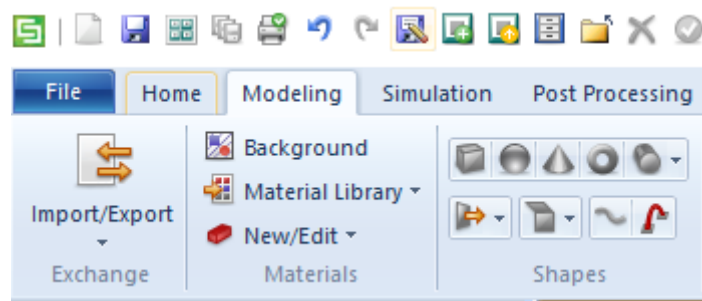 File Home Modeling Simulation Post Processing
Import/Export
Background
Material Library
New/Edit
Exchange Materials Shapes